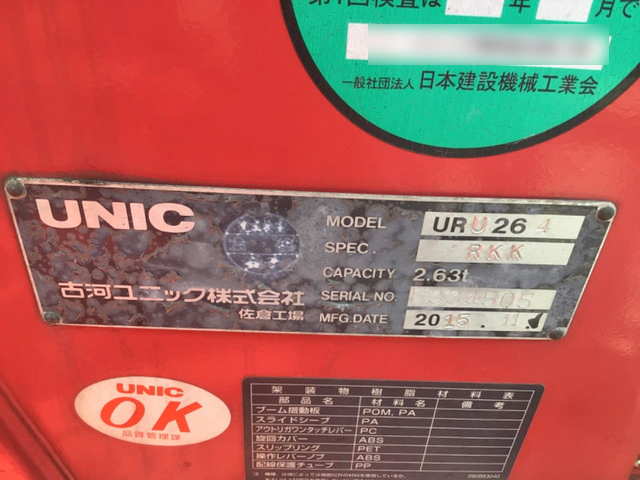 年 月で
一般社団法人 日本建設機械工業会
UNIC
MODEL URU264
SPEC. RKK
CAPACITY 2.63t
古河ユニック株式会社
SERIAL NO.
佐倉工場
MFG.DATE 2015.11
UNIC
OK
品質管理課
架装物樹脂材料表
部品名 材料名 備考
ブーム摺動板 POM, PA
スライドシーブ PA
アウトリガワンタッチレバー PC
旋回カバー ABS
スリップリング PET
操作レバーノブ ABS
配線保護チューブ PP